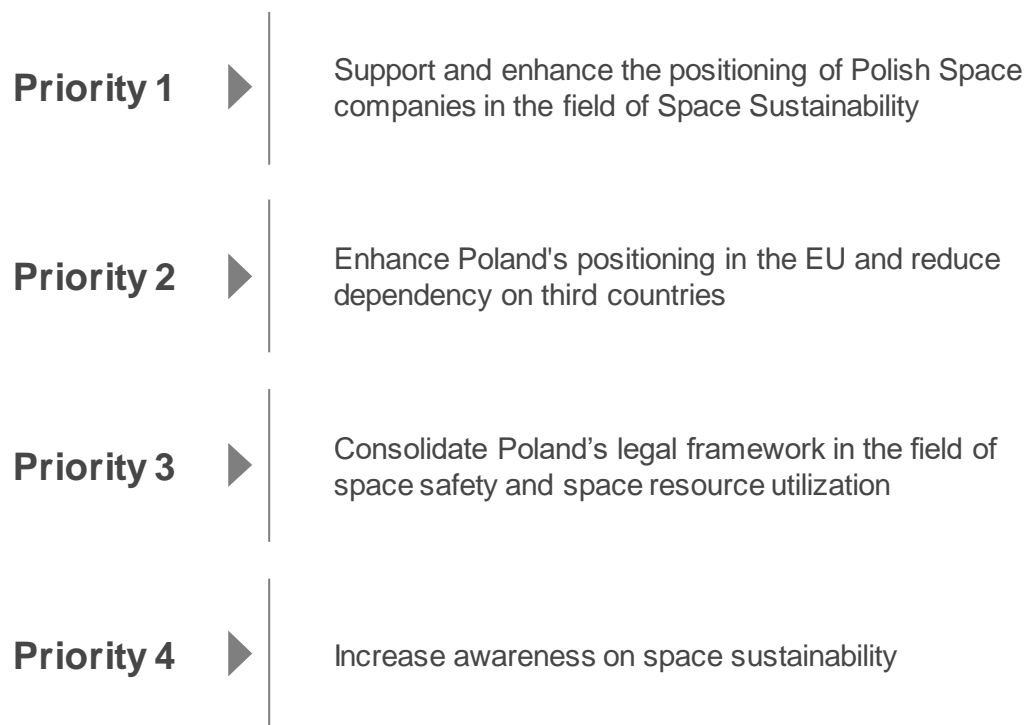 Priority 1
Support and enhance the positioning of Polish Space
companies in the field of Space Sustainability
Priority 2
Enhance Poland's positioning in the EU and reduce
dependency on third countries
Priority 3
Consolidate Poland’s legal framework in the field of
space safety and space resource utilization
Priority 4
Increase awareness on space sustainability